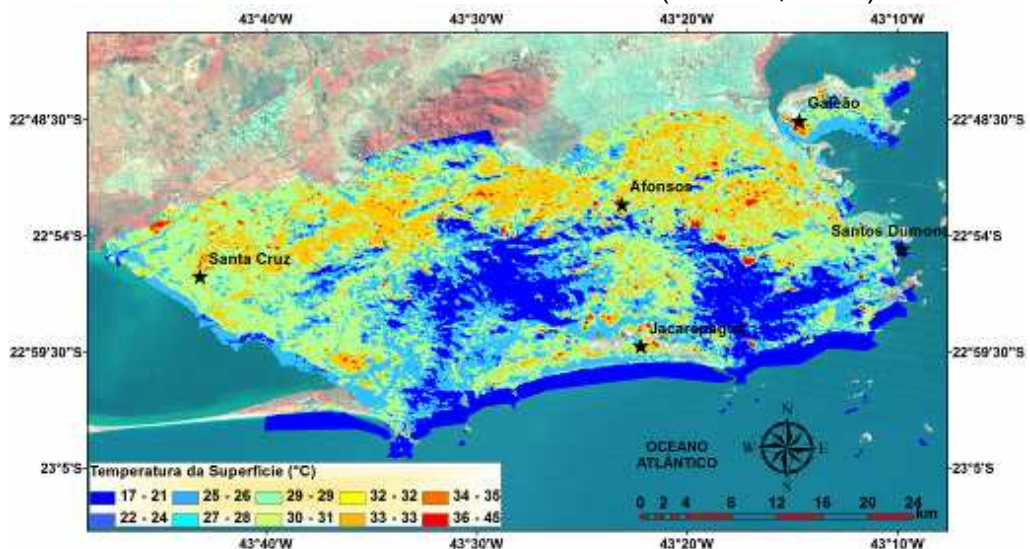 43°40'W 43°30'W 43°20'W 43°10'W
Galeão
22°48'30"S 22°48'30"S
Afonsos
22°54'S Santos Dumont 22°54'S
Santa Cruz
Jacarepaguá
22°59'30"S 22°59'30"S
N
W E
S
OCEANO
ATLÂNTICO
23°5'S 23°5'S
Temperatura da Superfície (°C)
17 - 21 25 - 26 29 - 29 32 - 32 34 - 35
22 - 24 27 - 28 30 - 31 33 - 33 36 - 45
0 2 4 8 12 16 20 24
km
43°40'W 43°30'W 43°20'W 43°10'W